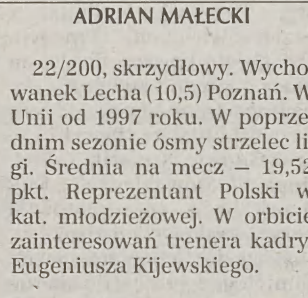 ADRIAN MAŁECKI
22/200, skrzydłowy. Wycho
wanek Lecha (10,5) Poznań. W
Unii od 1997 roku. W poprze
dnim sezonie ósmy strzelec li
gi. Średnia na mecz – 19,52
pkt. Reprezentant Polski w
kat. młodzieżowej. W orbicie
zainteresowań trenera kadry
Eugeniusza Kijewskiego.